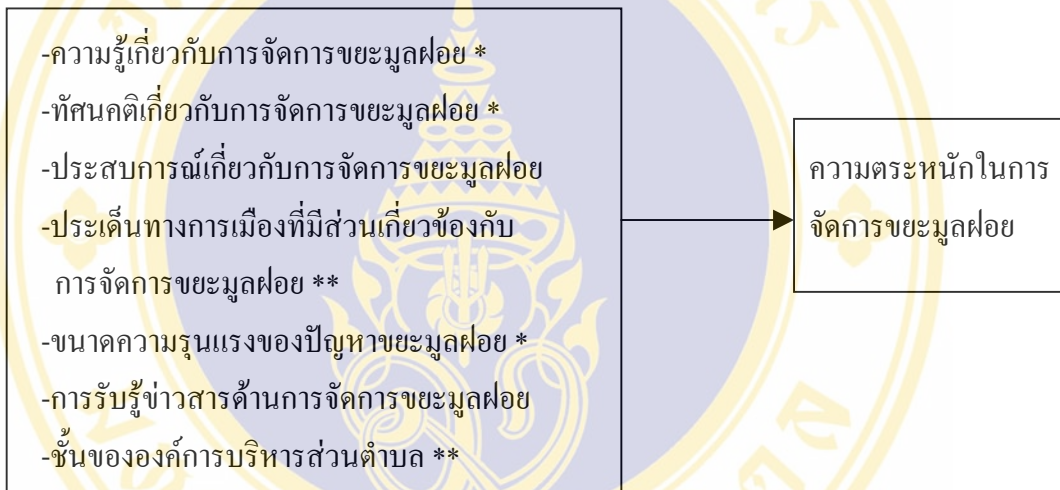 -ความรู้เกี่ยวกับการจัดการขยะมูลฝอย *
-ทัศนคติเกี่ยวกับการจัดการขยะมูลฝอย *
-ประสบการณ์เกี่ยวกับการจัดการขยะมูลฝอย
-ประเด็นทางการเมืองที่มีส่วนเกี่ยวข้องกับ
การจัดการขยะมูลฝอย **
-ขนาดความรุนแรงของปัญหาขยะมูลฝอย *
-การรับรู้ข่าวสารด้านการจัดการขยะมูลฝอย
-ชั้นขององค์การบริหารส่วนตำบล **
ความตระหนักในการ
จัดการขยะมูลฝอย